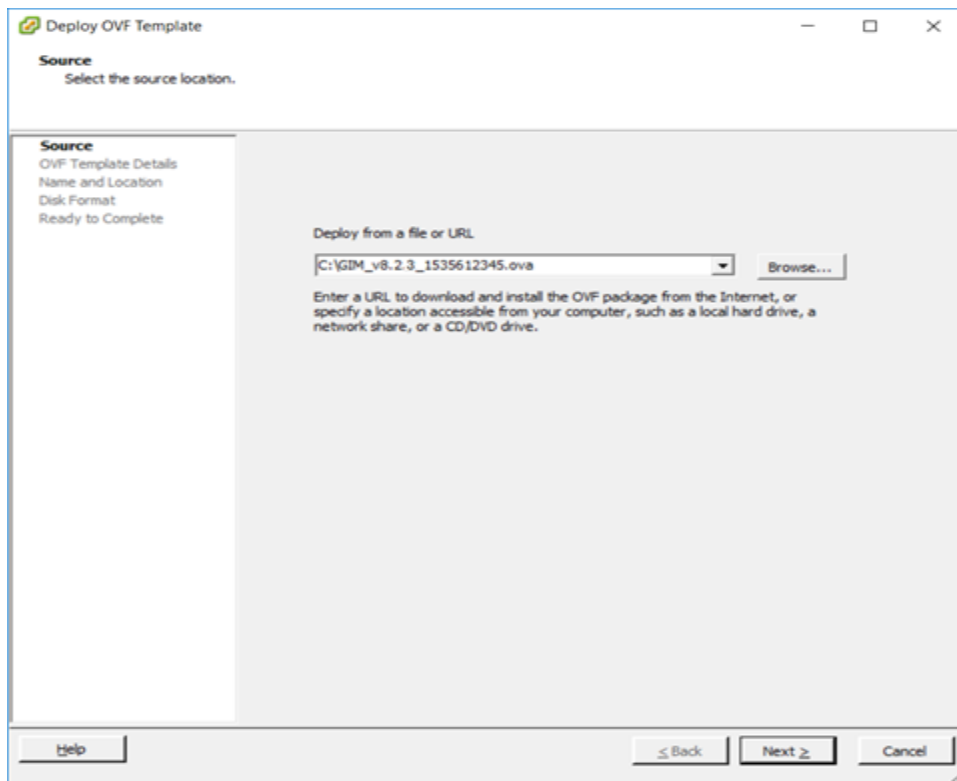 Deploy OVF Template
Source
Select the source location.
Source
OVF Template Details
Name and Location
Disk Format
Ready to Complete
Deploy from a file or URL
C:\GIM_v8.2.3_1535612345.ova
Browse...
Enter a URL to download and install the OVF package from the Internet, or
specify a location accessible from your computer, such as a local hard drive, a
network share, or a CD/DVD drive.
Help
< Back
Next >
Cancel